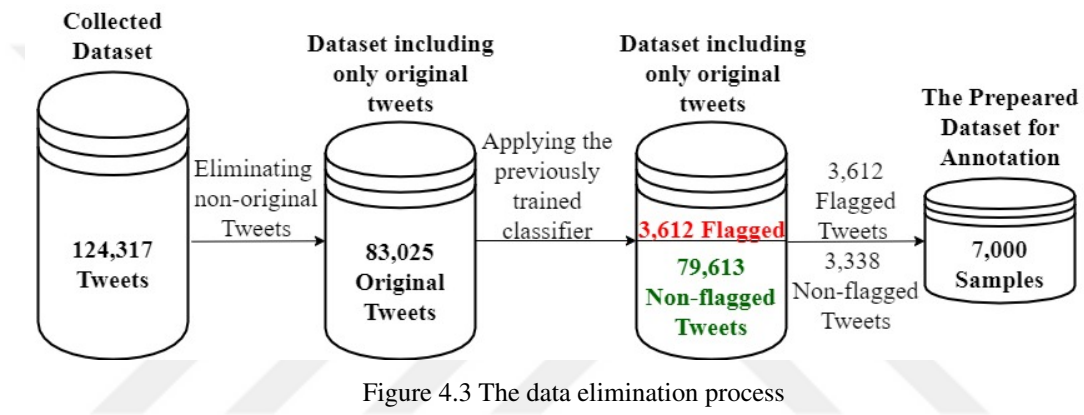 Collected
Dataset
124,317
Tweets
Eliminating
non-original
Tweets
Dataset including
only original
tweets
83,025
Original
Tweets
Applying the
previously
trained
classifier
Dataset including
only original
tweets
3,612 Flagged
79,613
Non-flagged
Tweets
3,612
Flagged
Tweets
3,338
Non-flagged
Tweets
The Prepeared
Dataset for
Annotation
7,000
Samples
Figure 4.3 The data elimination process